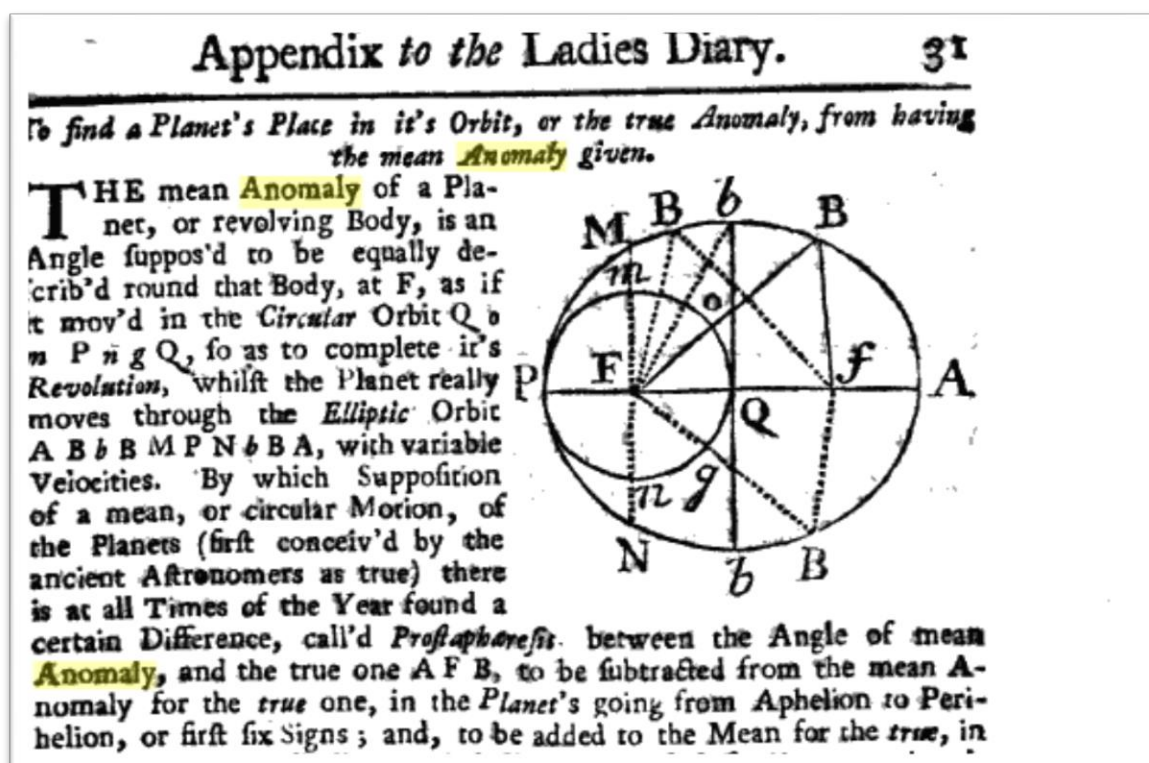 Appendix to the Ladies Diary. 31
To find a Planet's Place in it's Orbit, or the true Anomaly, from having
the mean Anomaly given.
THE mean Anomaly of a Pla-
net, or revolving Body, is an
Angle ſuppos'd to be equally de-
ſcrib'd round that Body, at F, as if
it mov'd in the Circular Orbit Q o
m P n g Q, ſo as to complete it's
Revolution, whilſt the Planet really
moves through the Elliptic Orbit
A B b B M P N b B A, with variable
Velocities. By which Suppoſition
of a mean, or circular Motion, of
the Planets (firſt conceiv'd by the
ancient Aſtronomers as true) there
is at all Times of the Year found a
certain Difference, call'd Proſtaphæreſis between the Angle of mean
Anomaly, and the true one A F B, to be ſubtracted from the mean A-
nomaly for the true one, in the Planet's going from Aphelion to Peri-
helion, or firſt ſix Signs; and, to be added to the Mean for the true, in
M B b B
m o
P F f A
Q
n g
N b B